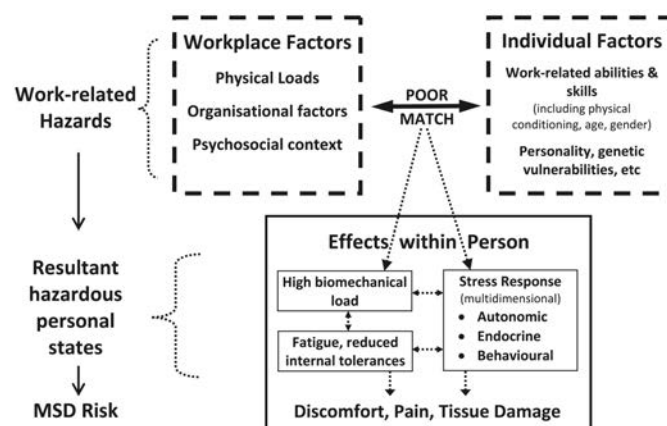 Workplace Factors
Physical Loads
Organisational factors
Psychosocial context
POOR
MATCH
Individual Factors
Work-related abilities &
skills
(including physical
conditioning, age, gender)
Personality, genetic
vulnerabilities, etc
Work-related
Hazards
Resultant
hazardous
personal
states
MSD Risk
Effects within Person
High biomechanical
load
Fatigue, reduced
internal tolerances
Stress Response
(multidimensional)
• Autonomic
• Endocrine
• Behavioural
Discomfort, Pain, Tissue Damage